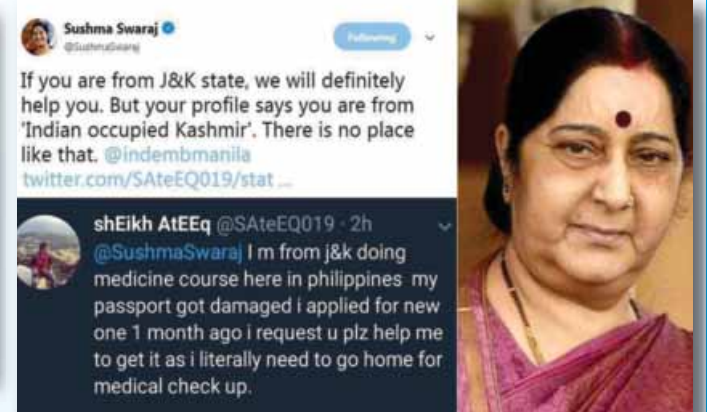 Sushma Swaraj
@SushmaSwaraj
Following
If you are from J&K state, we will definitely
help you. But your profile says you are from
'Indian occupied Kashmir'. There is no place
like that. @indembmanila
twitter.com/SAteEQ019/stat ...
shEikh AtEEq @SAteEQ019 · 2h
@SushmaSwaraj I m from j&k doing
medicine course here in philippines my
passport got damaged i applied for new
one 1 month ago i request u plz help me
to get it as i literally need to go home for
medical check up.